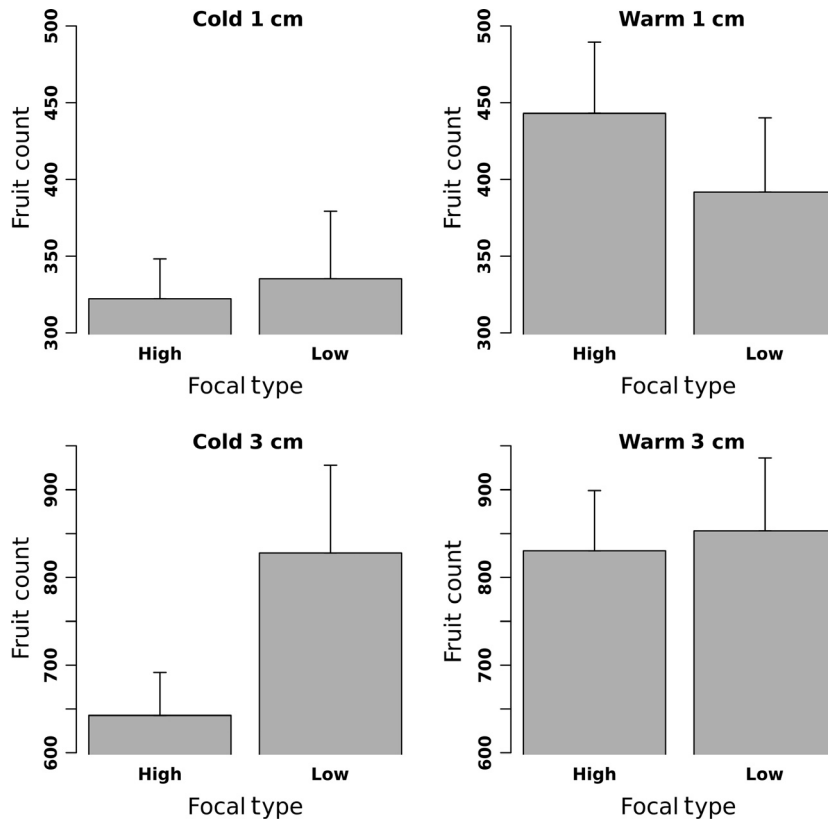 Cold 1 cm
Fruit count
300 350 400 450 500
High Low
Focal type
Warm 1 cm
Fruit count
300 350 400 450 500
High Low
Focal type
Cold 3 cm
Fruit count
600 700 800 900
High Low
Focal type
Warm 3 cm
Fruit count
600 700 800 900
High Low
Focal type